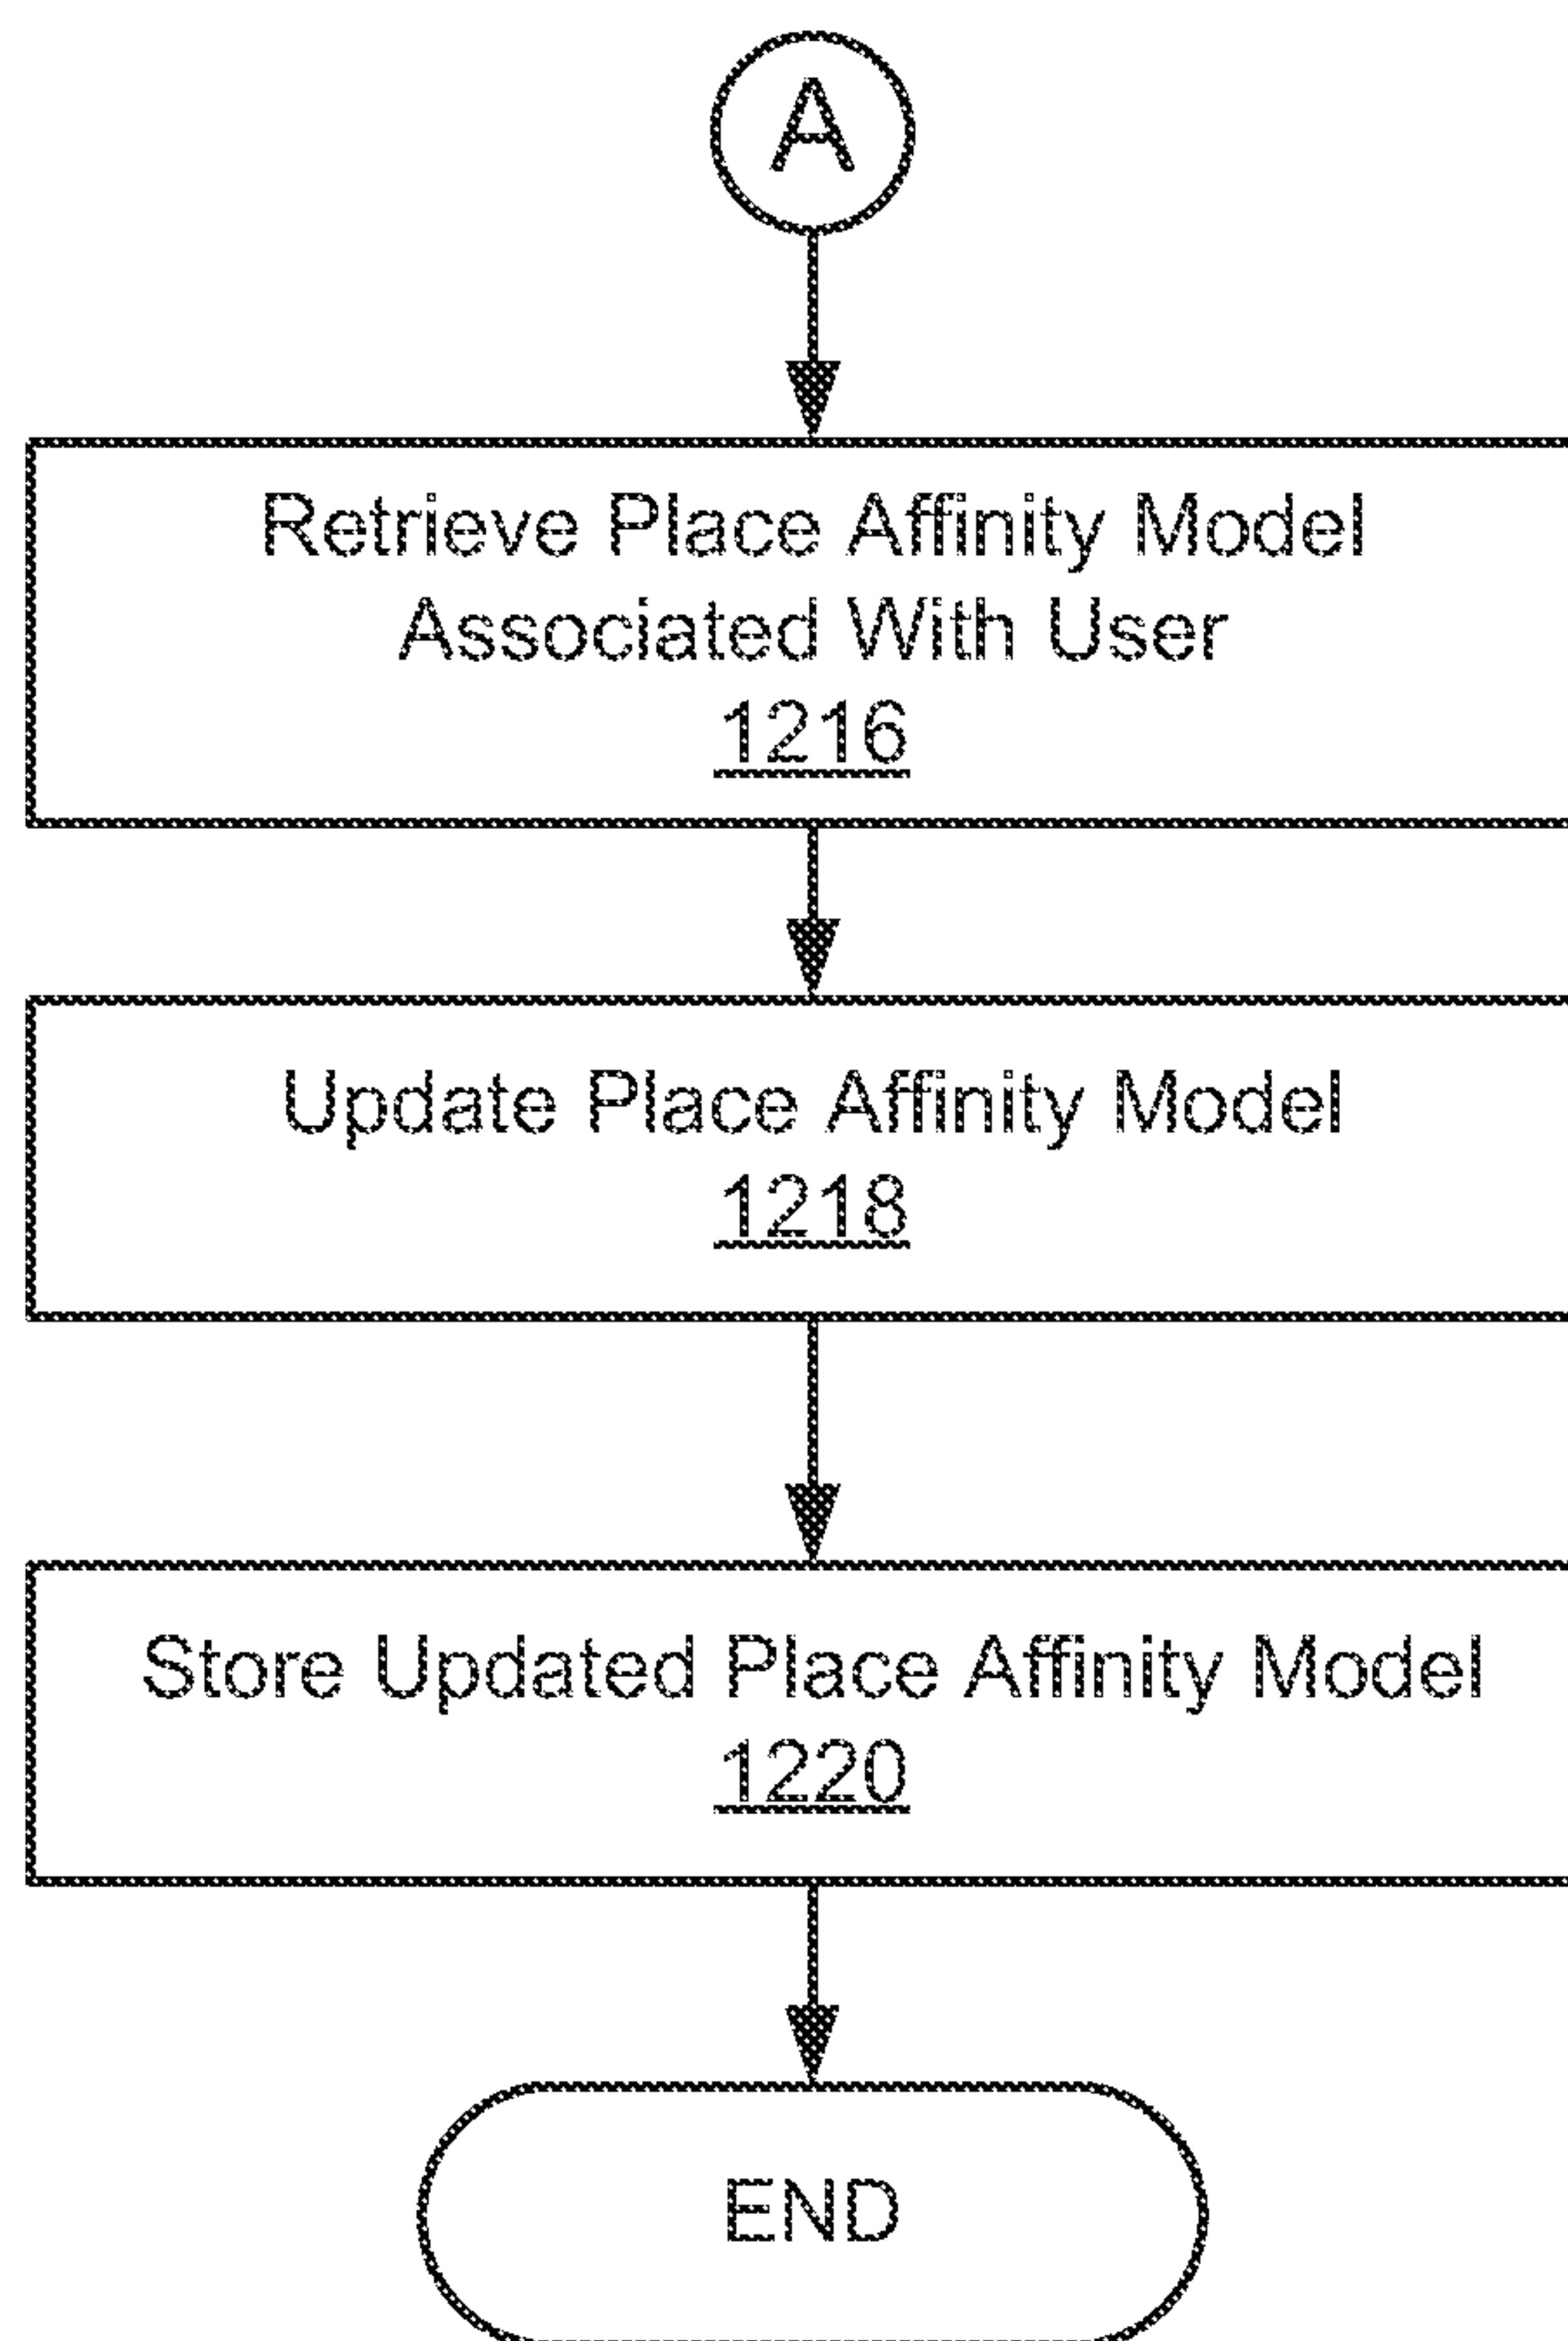 A
Retrieve Place Affinity Model
Associated With User
1216
Update Place Affinity Model
1218
Store Updated Place Affinity Model
1220
END